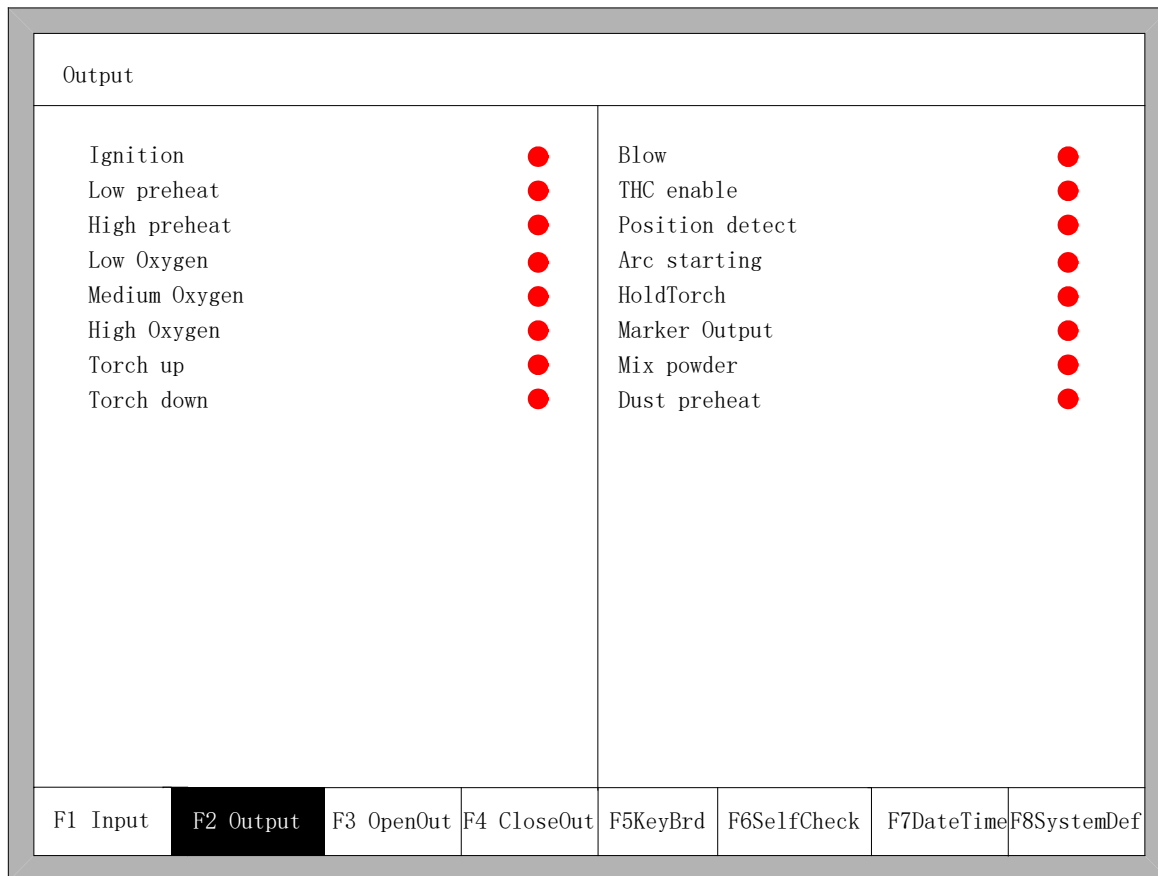 Output
Ignition
Low preheat
High preheat
Low Oxygen
Medium Oxygen
High Oxygen
Torch up
Torch down
Blow
THC enable
Position detect
Arc starting
HoldTorch
Marker Output
Mix powder
Dust preheat
F1 Input F2 Output F3 OpenOut F4 CloseOut F5KeyBrd F6SelfCheck F7DateTime F8SystemDef